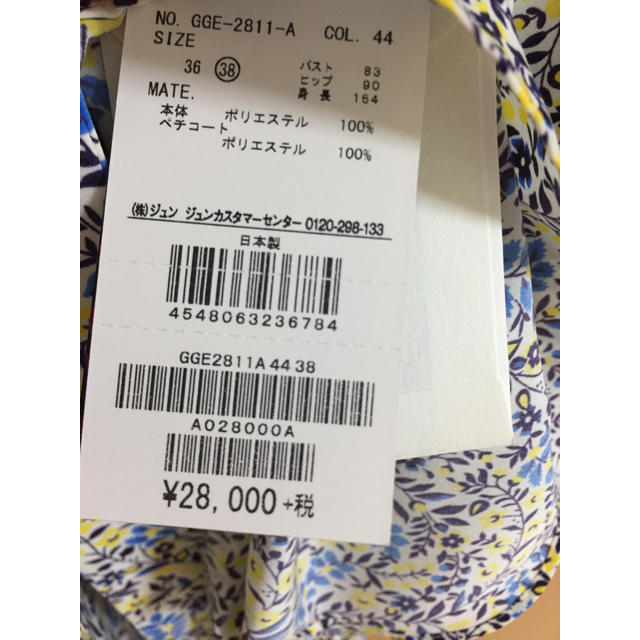 NO. GGE-2811-A COL. 44
SIZE
36 38 バスト 83
ヒップ 90
身長 164
MATE.
本体 ポリエステル 100%
ペチコート
ポリエステル 100%
(株)ジュン ジュンカスタマーセンター 0120-298-133
日本製
4548063236784
GGE2811A4438
A028000A
¥28,000+税